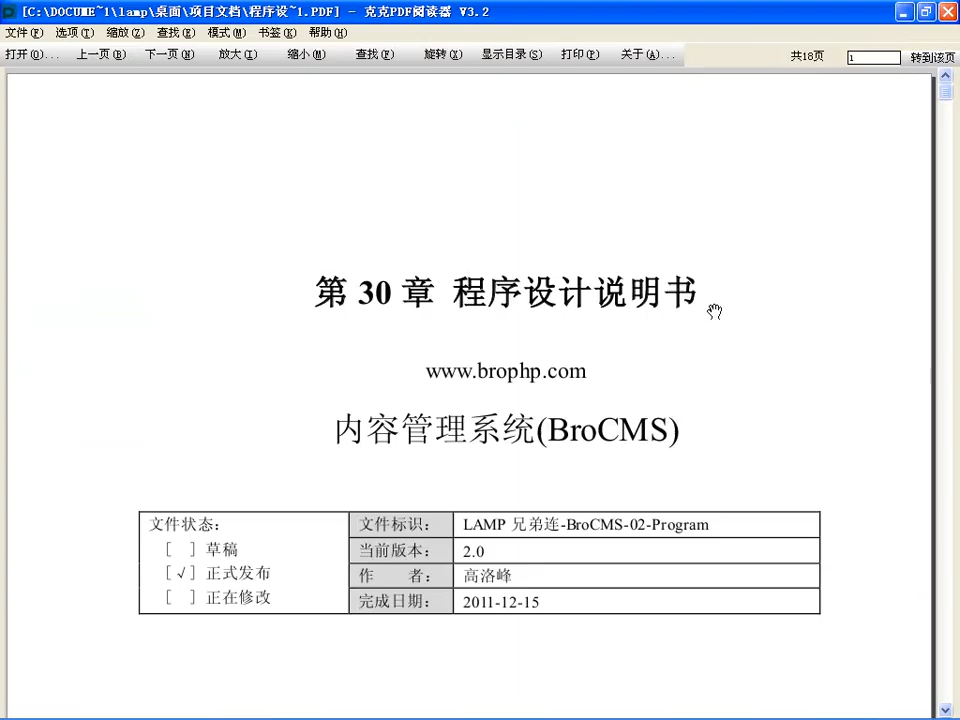 [C:\DOCUME~1\lamp\桌面\项目文档\程序设~1.PDF] - 克克PDF阅读器 V3.2
文件(F) 选项(T) 缩放(Z) 查找(E) 模式(M) 书签(K) 帮助(H)
打开(O)... 上一页(B) 下一页(N) 放大(I) 缩小(M) 查找(F) 旋转(X) 显示目录(S) 打印(P) 关于(A)... 共18页 1 转到该页
第 30 章 程序设计说明书
www.brophp.com
内容管理系统(BroCMS)
文件状态： 文件标识： LAMP 兄弟连-BroCMS-02-Program
[ ] 草稿 当前版本： 2.0
[√] 正式发布 作 者： 高洛峰
[ ] 正在修改 完成日期： 2011-12-15